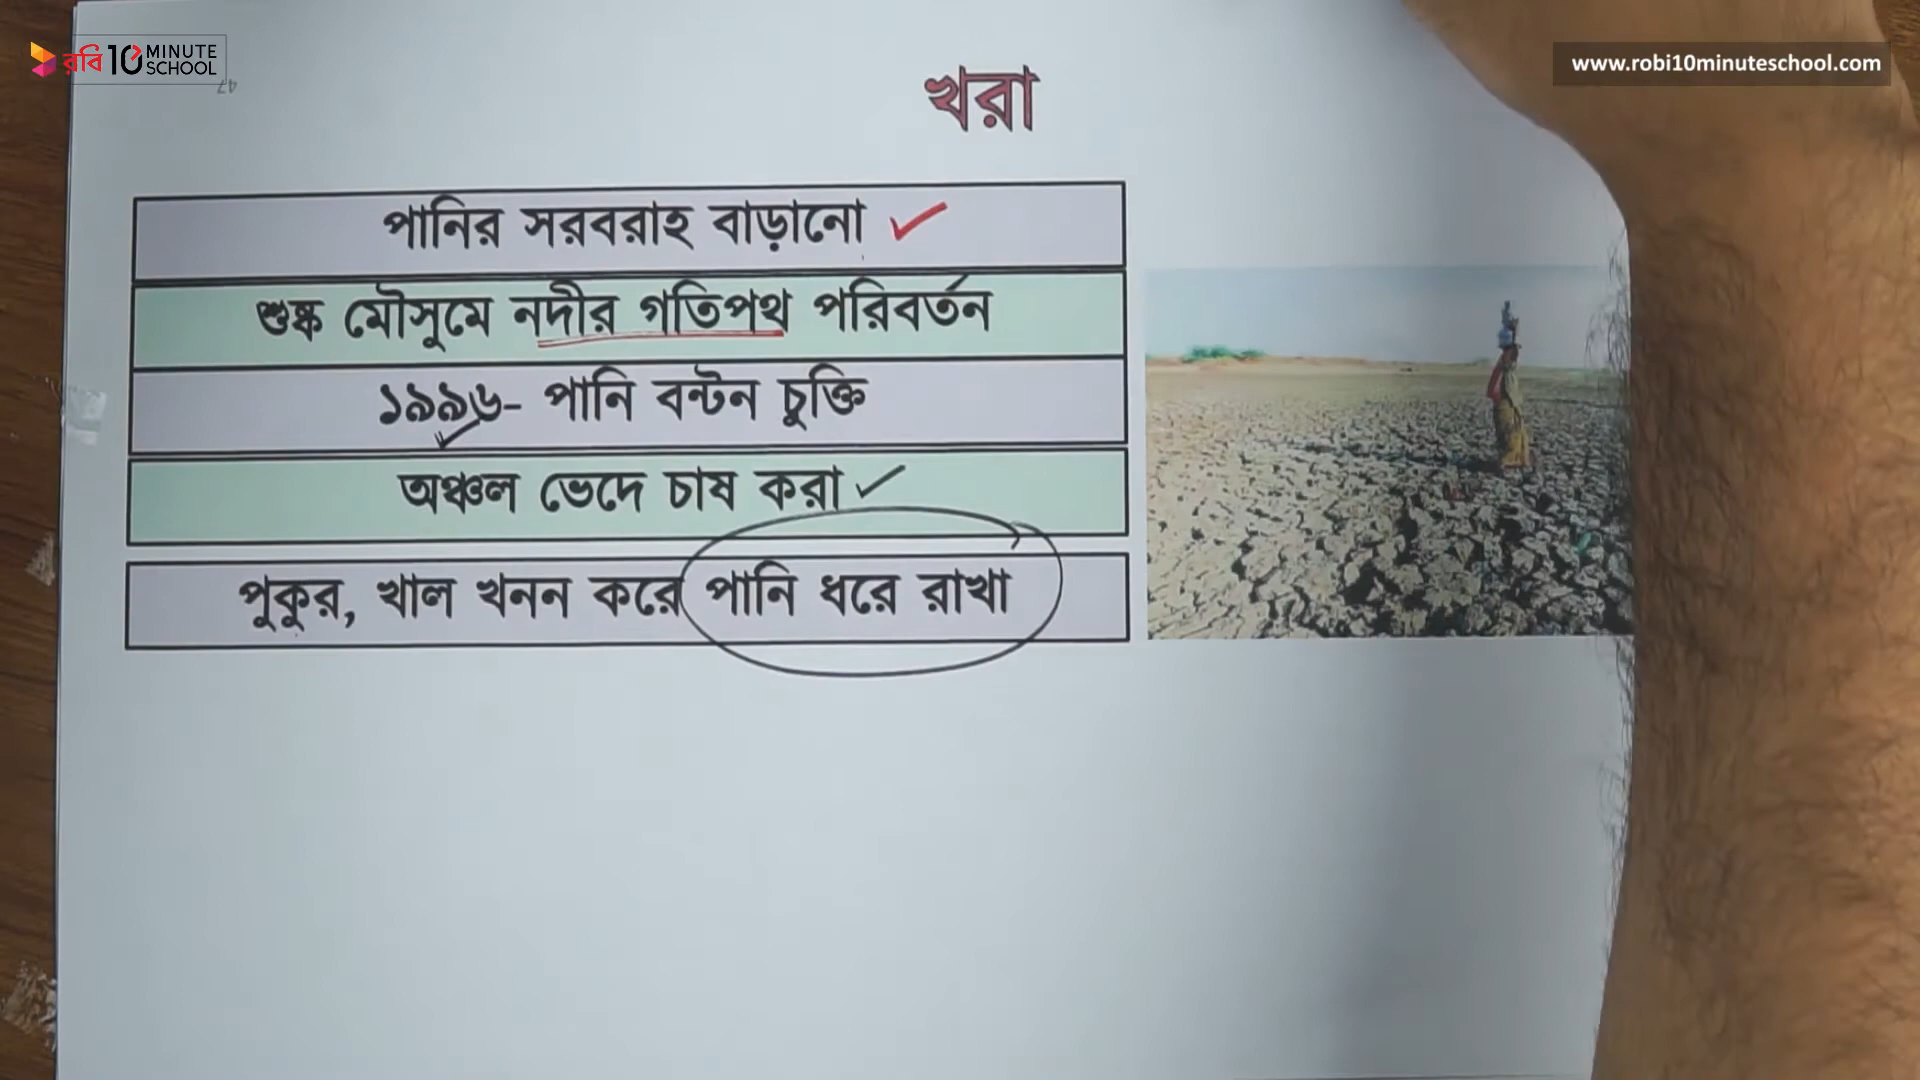 রবি 10 MINUTE SCHOOL
www.robi10minuteschool.com
47
খরা
পানির সরবরাহ বাড়ানো
শুষ্ক মৌসুমে নদীর গতিপথ পরিবর্তন
১৯৯৬- পানি বন্টন চুক্তি
অঞ্চল ভেদে চাষ করা
পুকুর, খাল খনন করে পানি ধরে রাখা